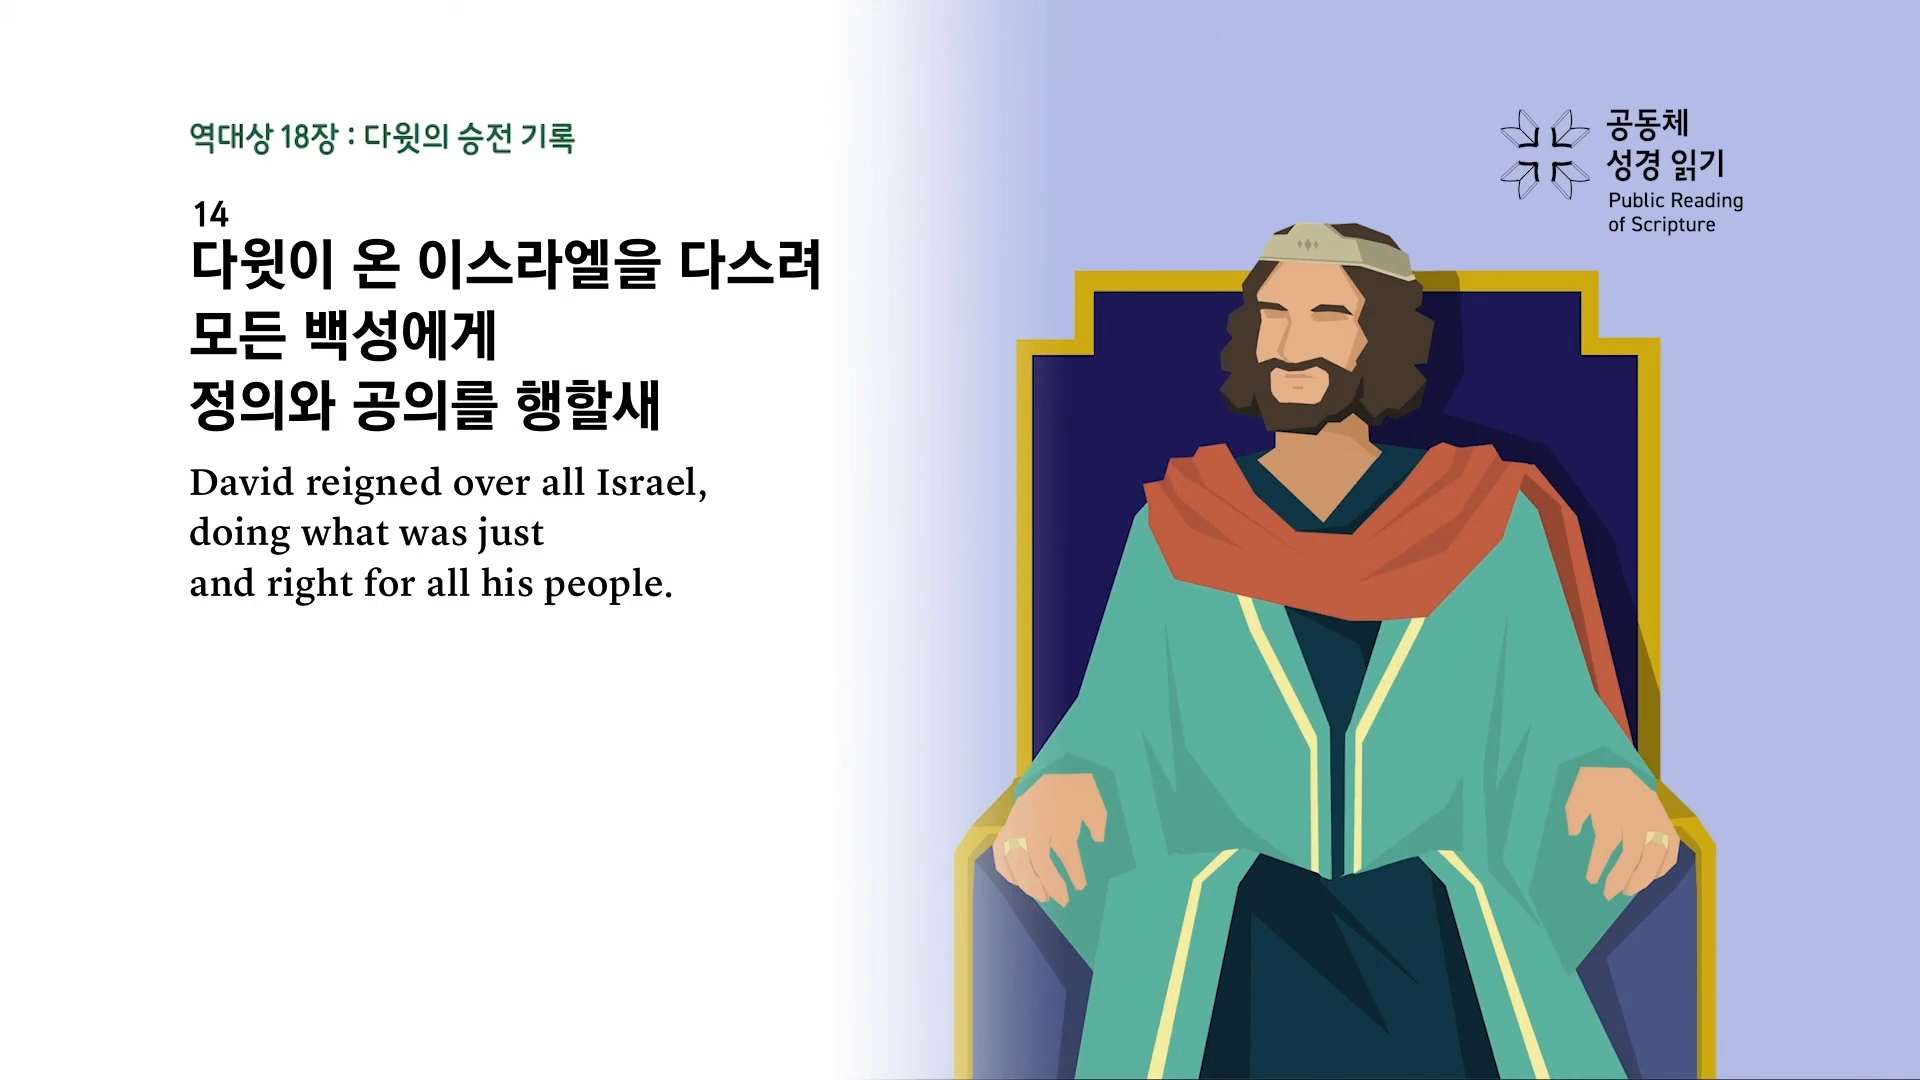 역대상 18장 : 다윗의 승전 기록
14
다윗이 온 이스라엘을 다스려
모든 백성에게
정의와 공의를 행할새
David reigned over all Israel,
doing what was just
and right for all his people.
공동체
성경 읽기
Public Reading
of Scripture